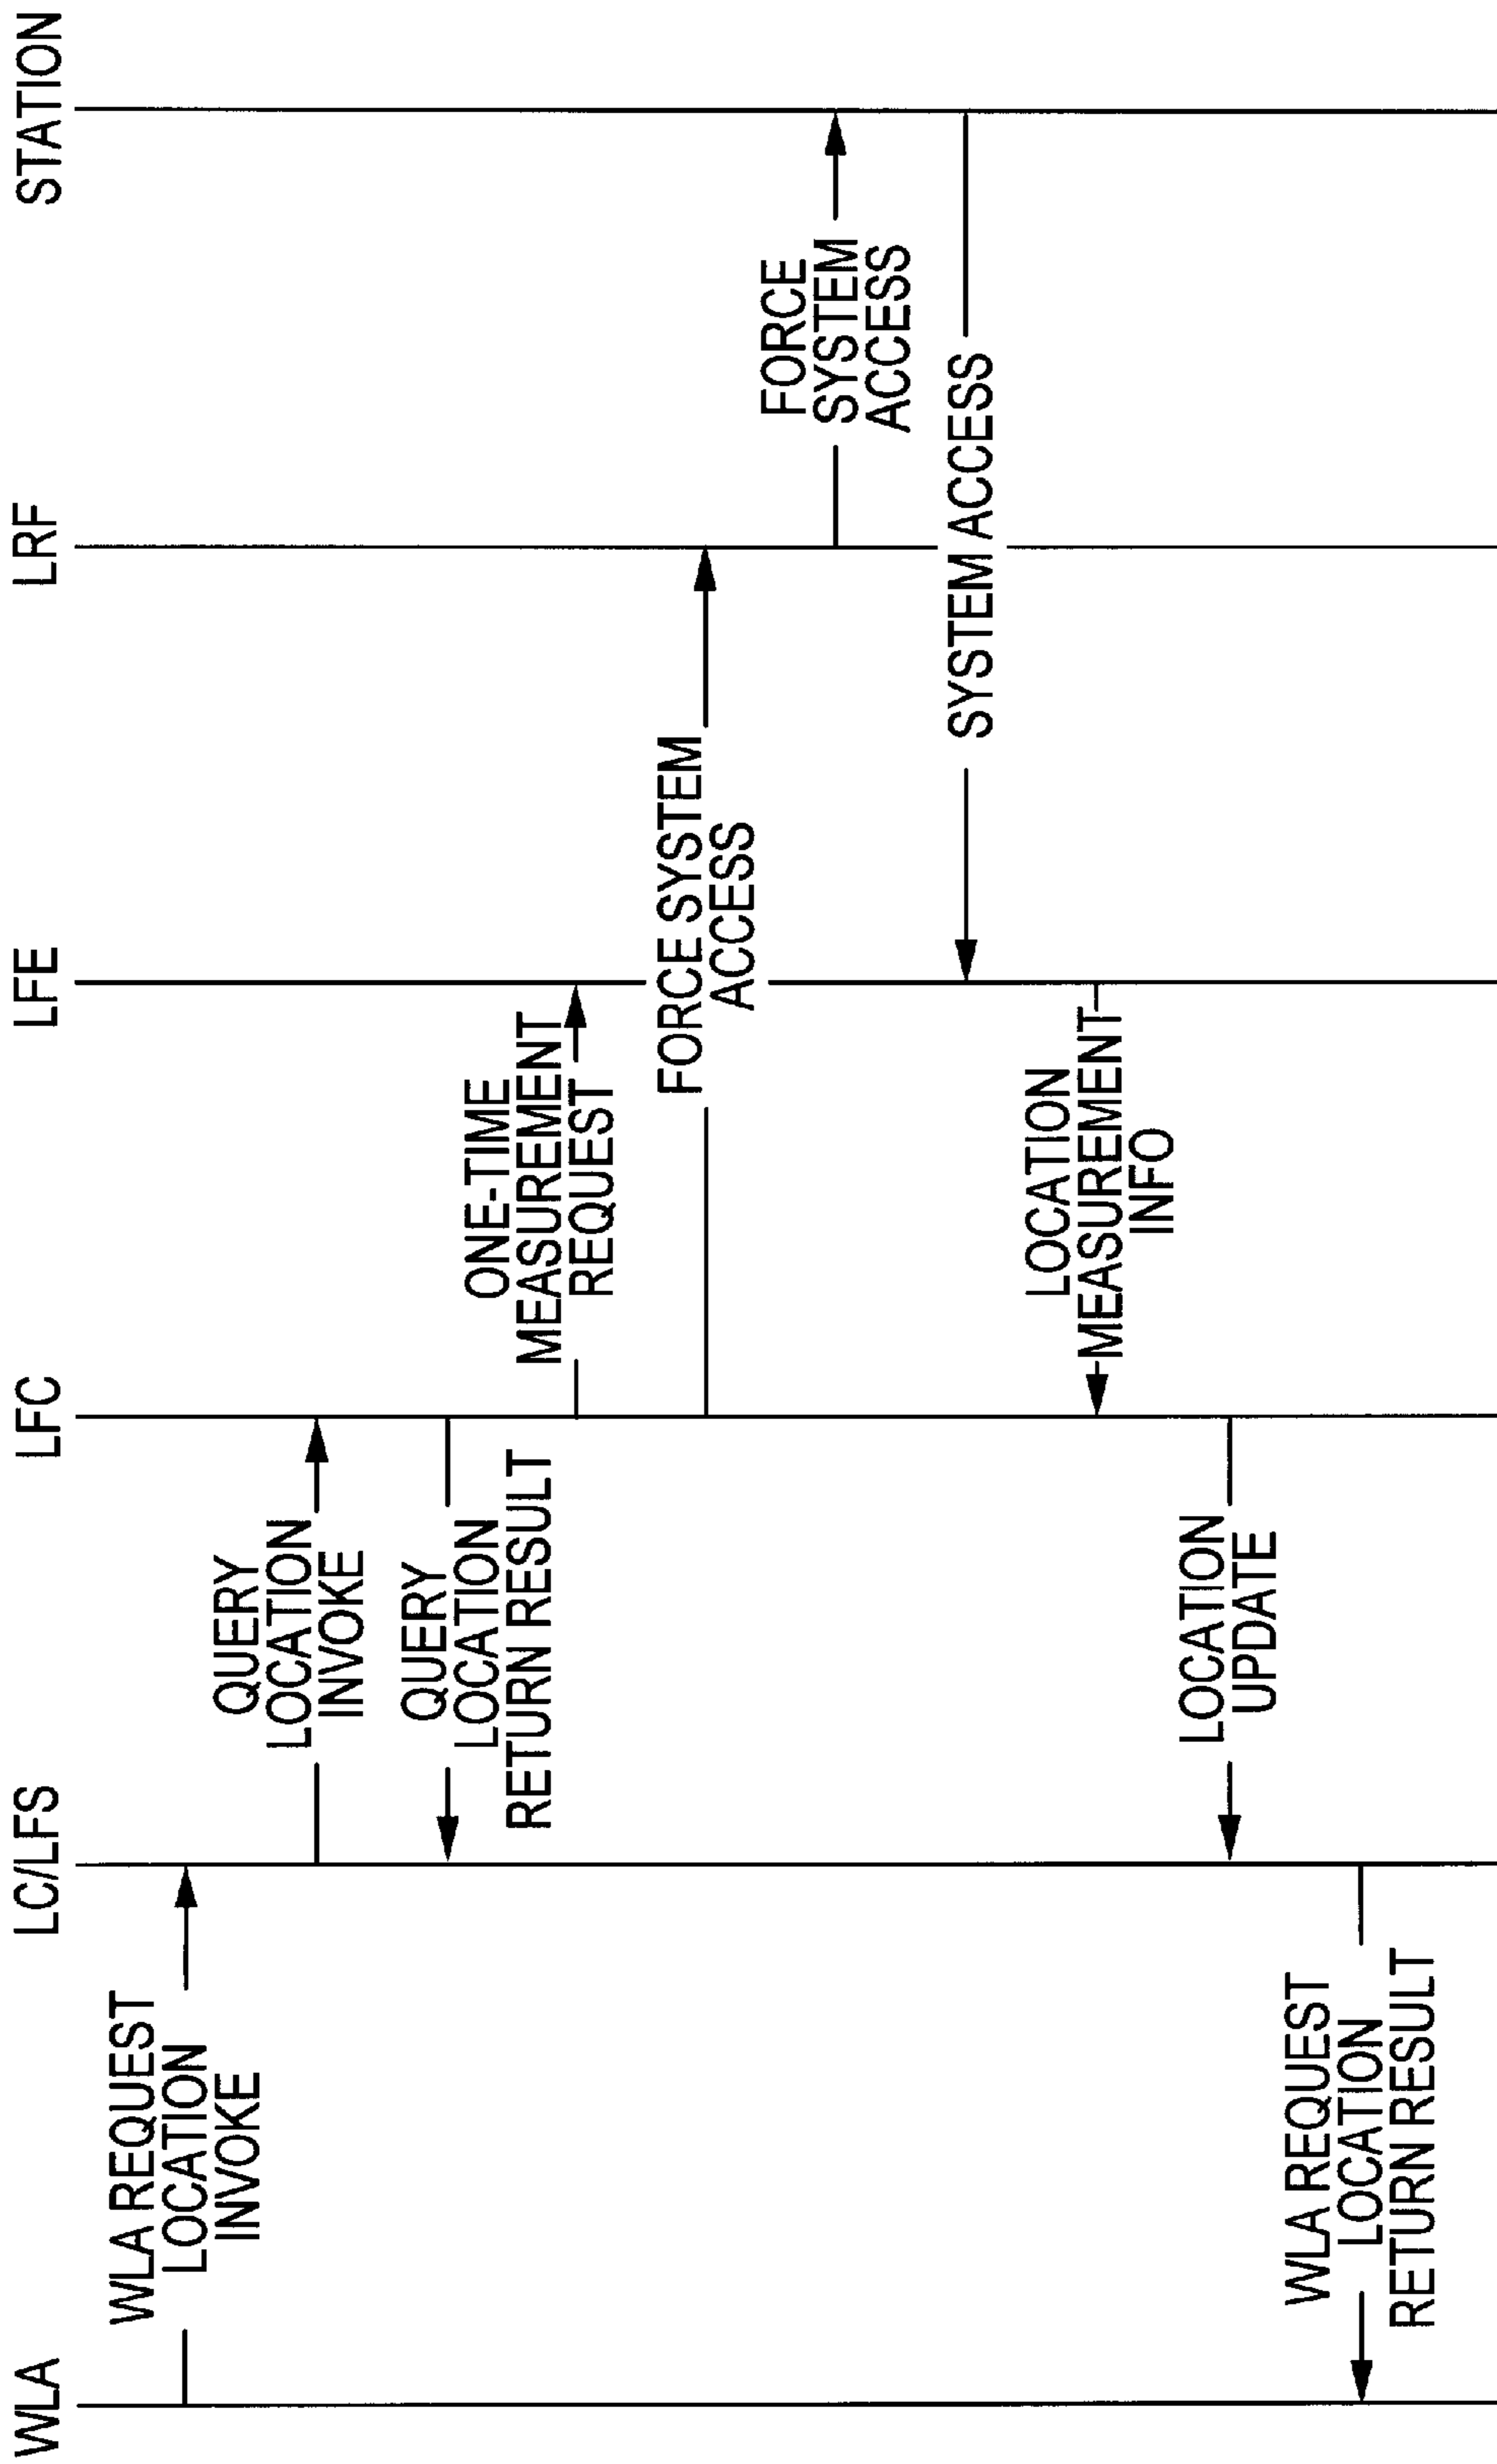 WLA
LC/LFS
LFC
LFE
LRF
STATION
WLA REQUEST
LOCATION
INVOKE
QUERY
LOCATION
INVOKE
QUERY
LOCATION
RETURN RESULT
ONE-TIME
MEASUREMENT
REQUEST
FORCE SYSTEM
ACCESS
FORCE
SYSTEM
ACCESS
SYSTEM ACCESS
LOCATION
MEASUREMENT
INFO
LOCATION
UPDATE
WLA REQUEST
LOCATION
RETURN RESULT